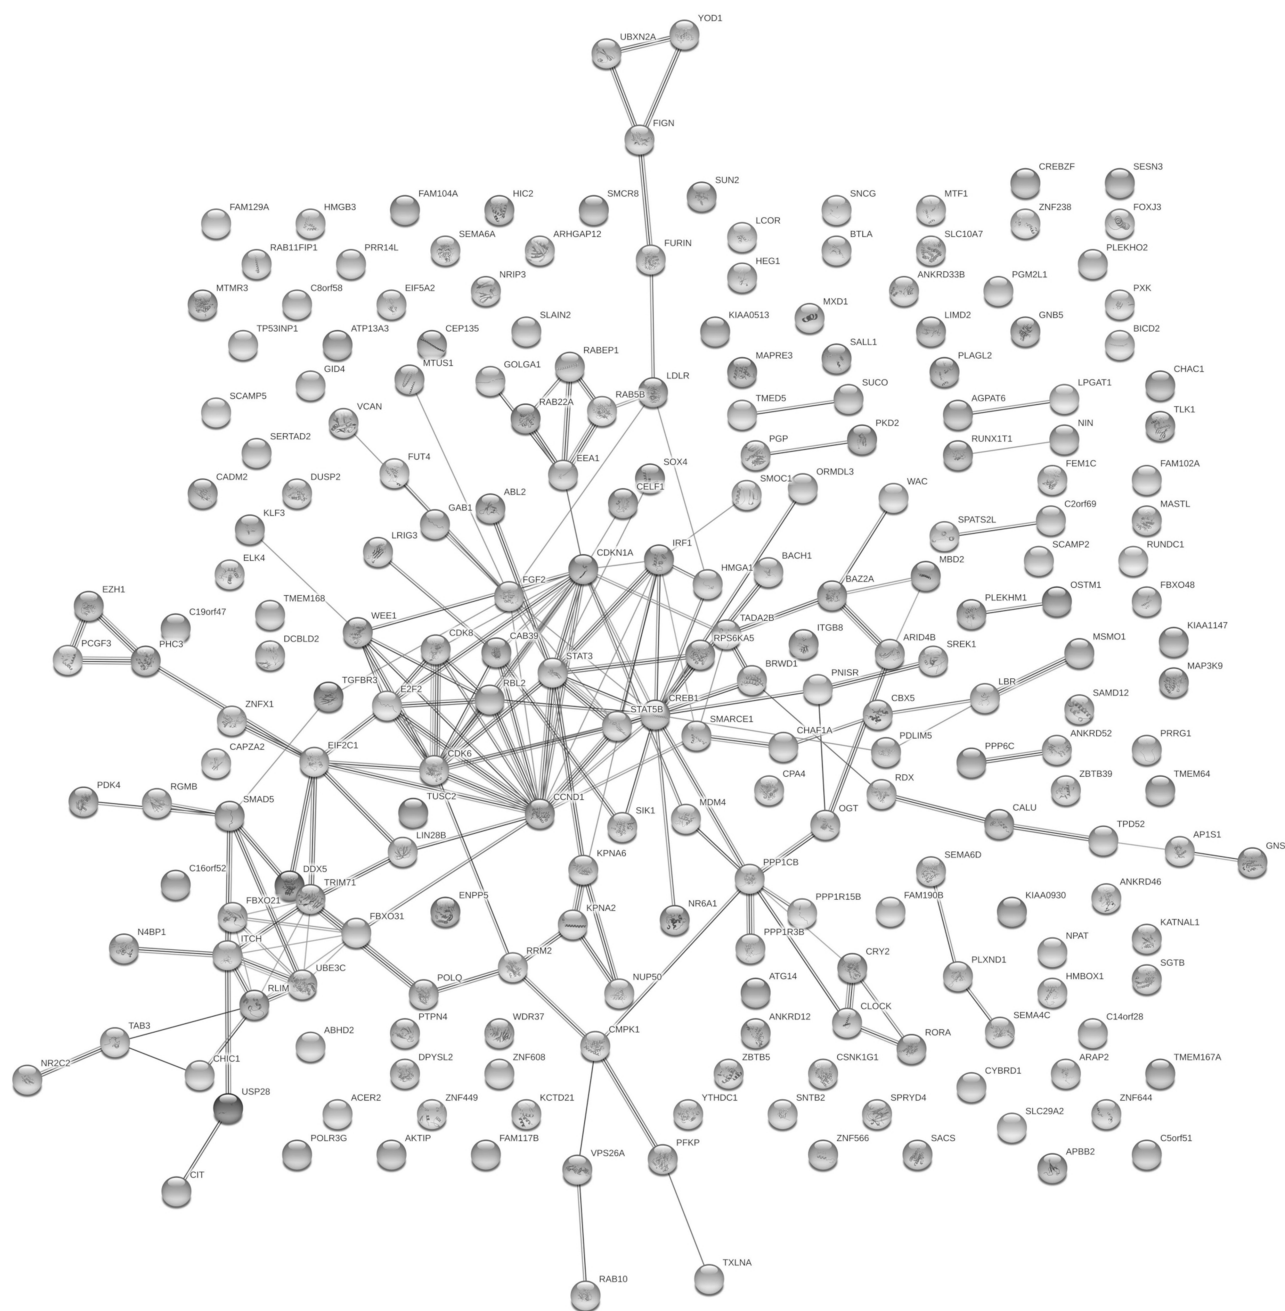 YOD1
UBXN2A
FIGN
CREBZF
SESN3
SUN2
FAM104A
HIC2
SMCR8
SNCG
MTF1
FAM129A
HMGB3
ZNF238
FOXJ3
LCOR
SEMA6A
ARHGAP12
BTLA
SLC10A7
RAB11FIP1
PRR14L
FURIN
PLEKHO2
HEG1
NRIP3
ANKRD33B
PGM2L1
MTMR3
C8orf58
EIF5A2
PXK
MXD1
TP53INP1
ATP13A3
CEP135
SLAIN2
KIAA0513
LIMD2
GNB5
BICD2
RABEP1
MTUS1
GOLGA1
MAPRE3
SALL1
PLAGL2
GID4
LDLR
CHAC1
RAB5B
SUCO
LPGAT1
SCAMP5
VCAN
RAB22A
TMED5
AGPAT6
TLK1
SERTAD2
PKD2
NIN
PGP
RUNX1T1
FUT4
EEA1
SOX4
FEM1C
FAM102A
CADM2
DUSP2
CELF1
SMOC1
ORMDL3
WAC
ABL2
KLF3
GAB1
C2orf69
MASTL
SPATS2L
LRIG3
IRF1
ELK4
CDKN1A
BACH1
MBD2
SCAMP2
RUNDC1
HMGA1
FGF2
BAZ2A
EZH1
OSTM1
FBXO48
C19orf47
TMEM168
WEE1
TADA2B
PLEKHM1
CDK8
CAB39
RPS6KA5
ITGB8
ARID4B
KIAA1147
PCGF3
PHC3
DCBLD2
SREK1
MSMO1
STAT3
BRWD1
PNISR
MAP3K9
TGFBR3
E2F2
RBL2
LBR
SAMD12
ZNFX1
CREB1
STAT5B
CBX5
SMARCE1
CHAF1A
PDLIM5
CAPZA2
EIF2C1
CDK6
PPP6C
ANKRD52
PRRG1
CPA4
RDX
ZBTB39
TMEM64
PDK4
RGMB
SMAD5
TUSC2
CCND1
SIK1
MDM4
OGT
CALU
TPD52
LIN28B
AP1S1
GNS
C16orf52
DDX5
KPNA6
PPP1CB
SEMA6D
TRIM71
ANKRD46
FBXO21
FBXO31
ENPP5
KPNA2
NR6A1
PPP1R15B
FAM190B
KIAA0930
N4BP1
ITCH
PPP1R3B
NPAT
KATNAL1
RRM2
CRY2
UBE3C
PLXND1
RLIM
POLQ
NUP50
ATG14
HMBOX1
SGTB
TAB3
ABHD2
PTPN4
WDR37
CMPK1
ANKRD12
CLOCK
SEMA4C
C14orf28
RORA
NR2C2
CHIC1
DPYSL2
ZNF608
ZBTB5
CSNK1G1
CYBRD1
ARAP2
TMEM167A
USP28
ACER2
ZNF449
KCTD21
YTHDC1
SNTB2
SPRYD4
SLC29A2
ZNF644
POLR3G
AKTIP
FAM117B
VPS26A
PFKP
ZNF566
SACS
APBB2
C5orf51
CIT
TXLNA
RAB10